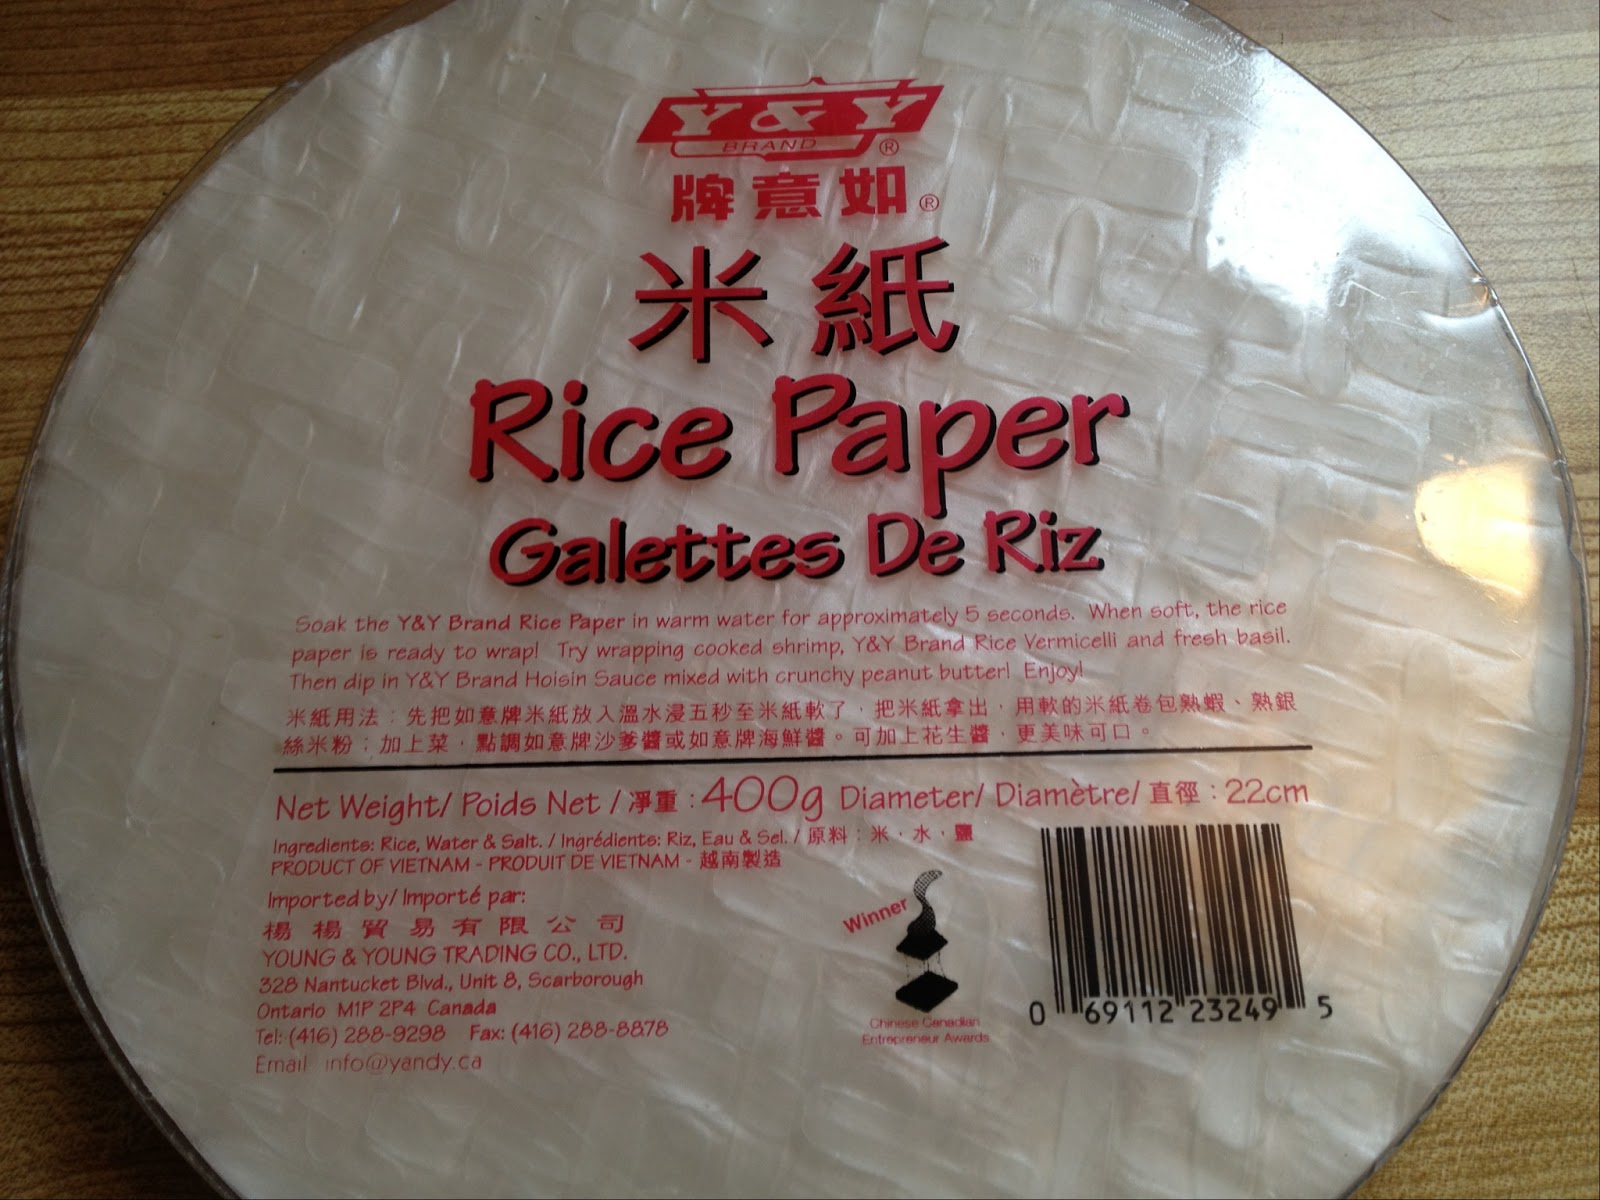 Y&Y
BRAND ®
牌意如®
米紙
Rice Paper
Galettes De Riz
Soak the Y&Y Brand Rice Paper in warm water for approximately 5 seconds. When soft, the rice
paper is ready to wrap! Try wrapping cooked shrimp, Y&Y Brand Rice Vermicelli and fresh basil.
Then dip in Y&Y Brand Hoisin Sauce mixed with crunchy peanut butter! Enjoy!
米紙用法：先把如意牌米紙放入溫水浸五秒至米紙軟了，把米紙拿出，用軟的米紙卷包熟蝦、熟銀
絲米粉；加上菜，點調如意牌沙爹醬或如意牌海鮮醬。可加上花生醬，更美味可口。
Net Weight/ Poids Net / 淨重：400g Diameter/ Diamètre/ 直徑：22cm
Ingredients: Rice, Water & Salt. / Ingrédients: Riz, Eau & Sel. / 原料：米．水．鹽
PRODUCT OF VIETNAM - PRODUIT DE VIETNAM - 越南製造
Imported by/ Importé par:
楊楊貿易有限公司
YOUNG & YOUNG TRADING CO., LTD.
328 Nantucket Blvd., Unit 8, Scarborough
Ontario M1P 2P4 Canada
Tel: (416) 288-9298 Fax: (416) 288-8878
Email info@yandy.ca
Winner
Chinese Canadian
Entrepreneur Awards
0 69112 23249 5